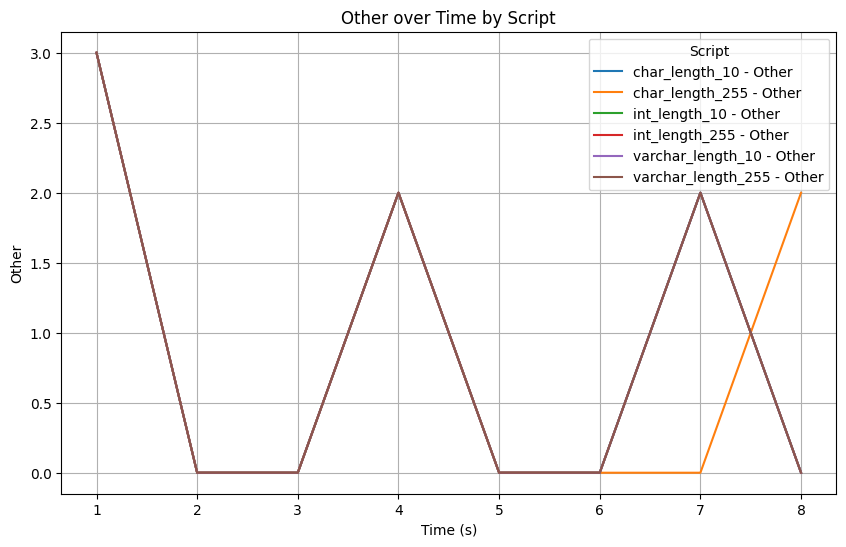 Other over Time by Script
Script
char_length_10 - Other
char_length_255 - Other
int_length_10 - Other
int_length_255 - Other
varchar_length_10 - Other
varchar_length_255 - Other
Other
3.0
2.5
2.0
1.5
1.0
0.5
0.0
1 2 3 4 5 6 7 8
Time (s)